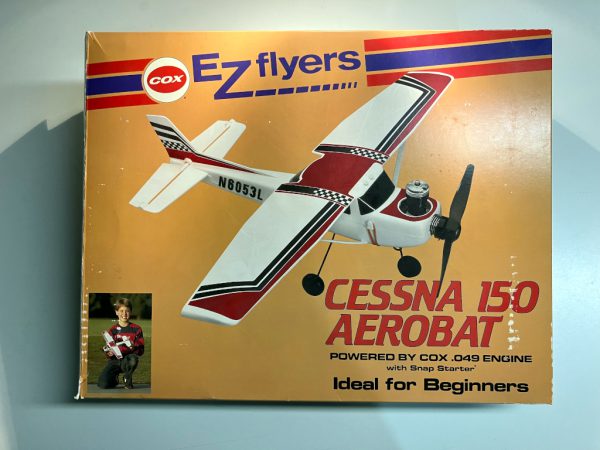 COX
EZ flyers
N6053L
CESSNA 150
AEROBAT
POWERED BY COX .049 ENGINE
with Snap Starter
Ideal for Beginners